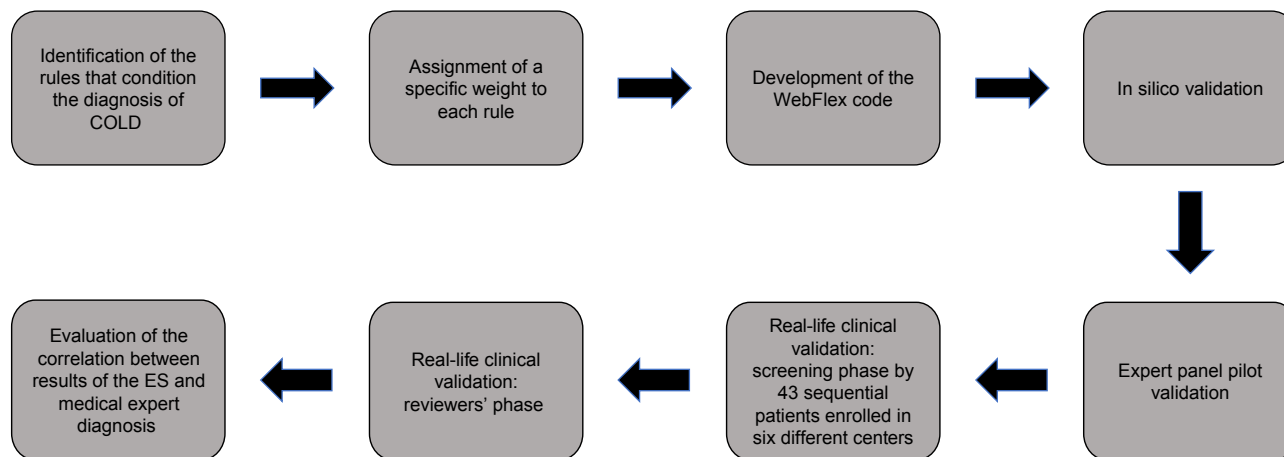 Identification of the
rules that condition
the diagnosis of
COLD
Assignment of a
specific weight to
each rule
Development of the
WebFlex code
In silico validation
Expert panel pilot
validation
Real-life clinical
validation:
screening phase by
43 sequential
patients enrolled in
six different centers
Real-life clinical
validation:
reviewers’ phase
Evaluation of the
correlation between
results of the ES and
medical expert
diagnosis